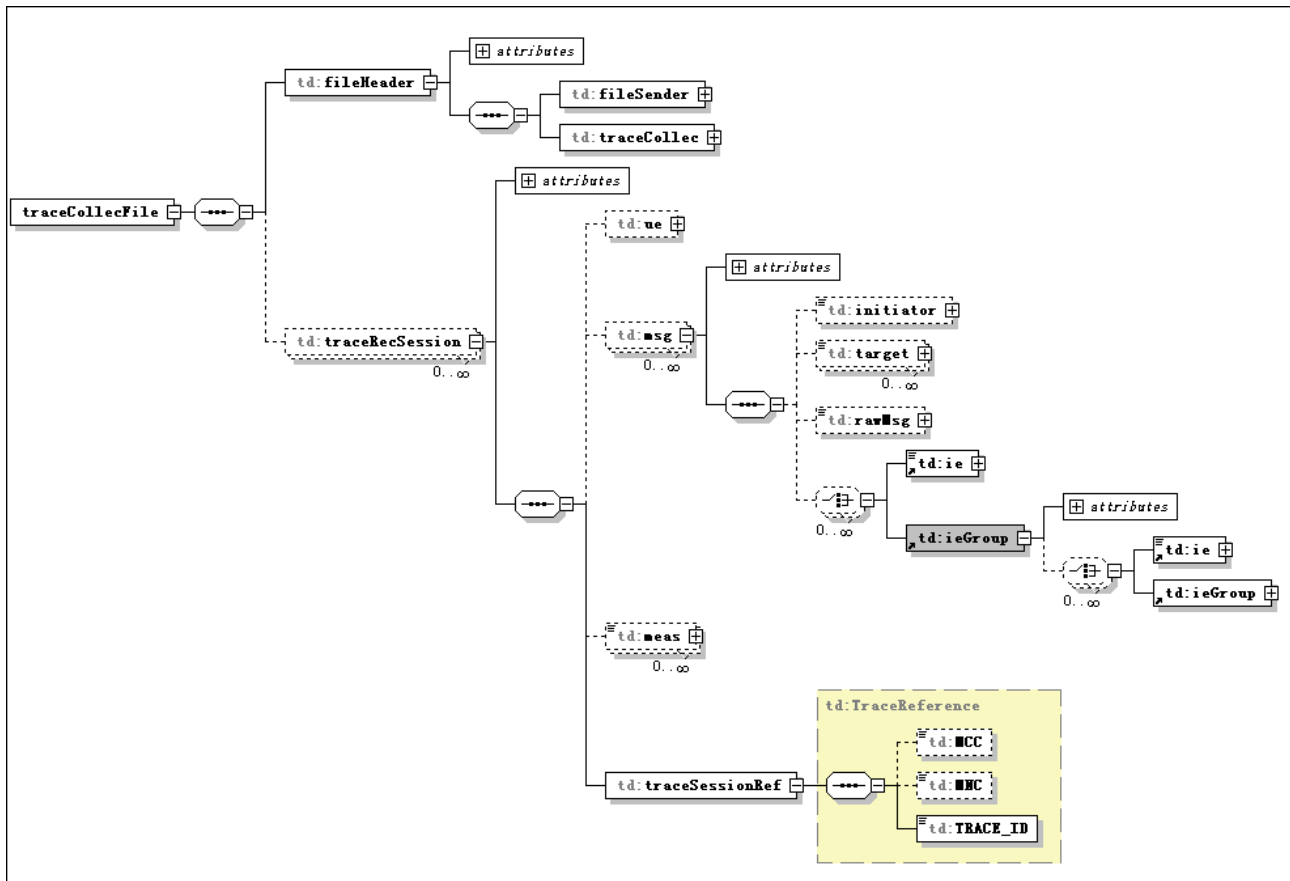 attributes
td:fileHeader
td:fileSender
td:traceCollec
attributes
traceCollecFile
td:ue
attributes
td:initiator
td:traceRecSession
0..∞
td:msg
0..∞
td:target
0..∞
td:rawMsg
td:ie
0..∞
attributes
td:ieGroup
td:ie
0..∞
td:ieGroup
td:meas
0..∞
td:TraceReference
td:MCC
td:traceSessionRef
td:MNC
td:TRACE_ID